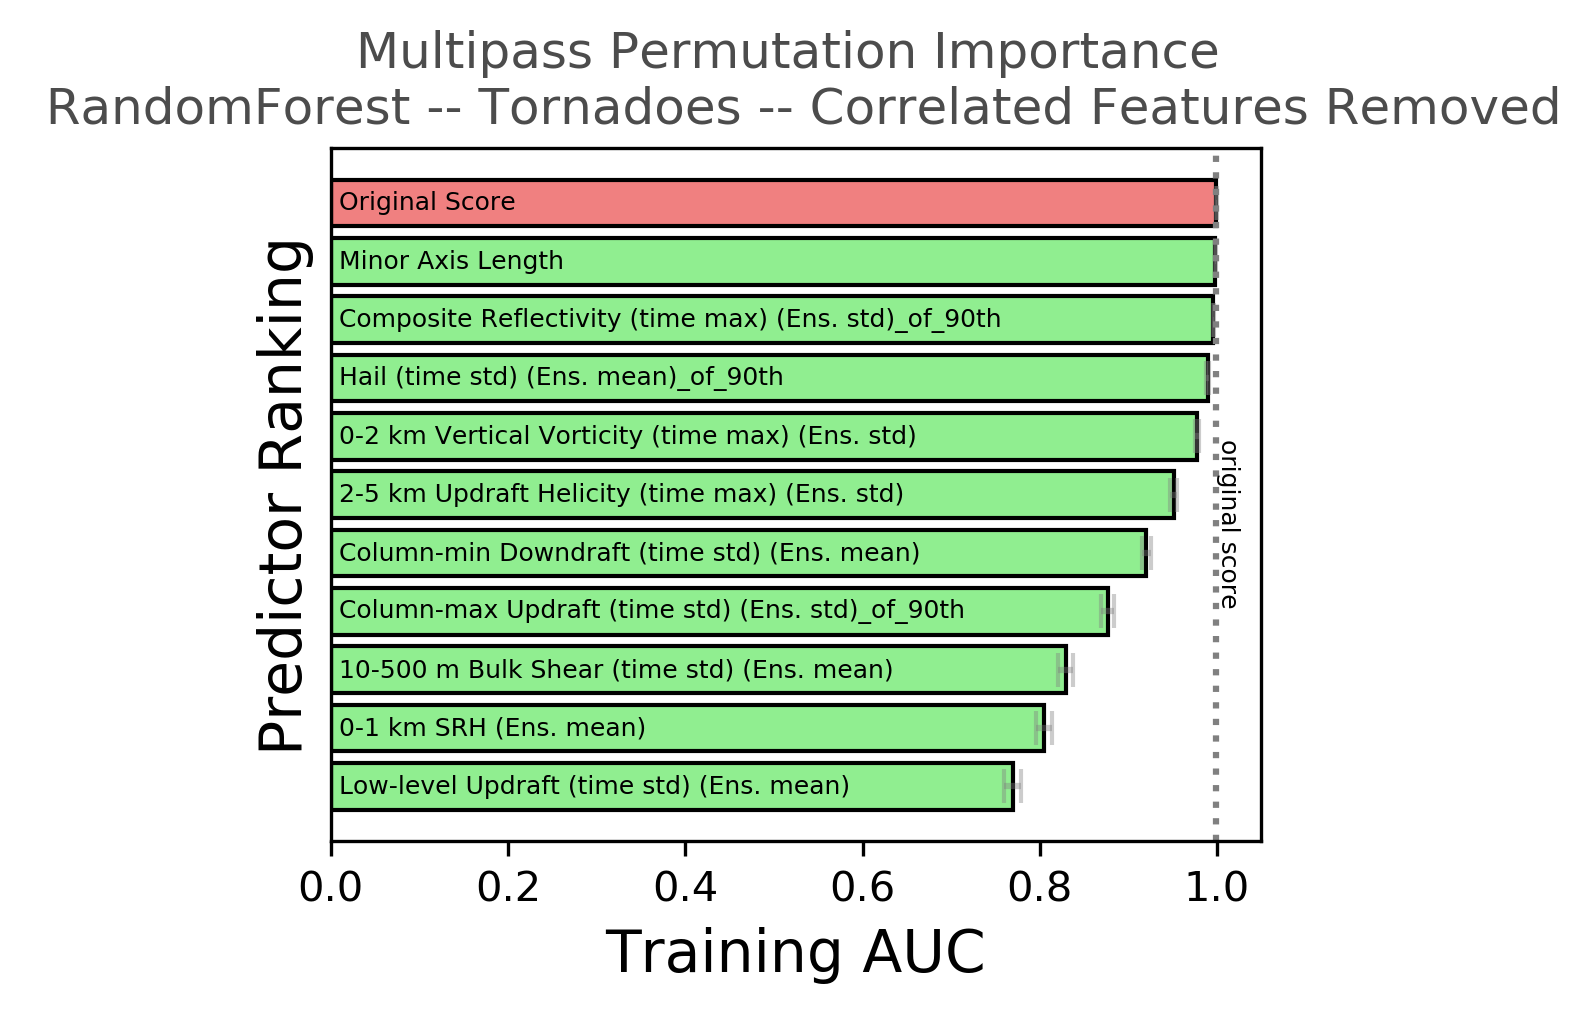 Multipass Permutation Importance
RandomForest -- Tornadoes -- Correlated Features Removed
Predictor Ranking
Original Score
Minor Axis Length
Composite Reflectivity (time max) (Ens. std)_of_90th
Hail (time std) (Ens. mean)_of_90th
0-2 km Vertical Vorticity (time max) (Ens. std)
2-5 km Updraft Helicity (time max) (Ens. std)
Column-min Downdraft (time std) (Ens. mean)
Column-max Updraft (time std) (Ens. std)_of_90th
10-500 m Bulk Shear (time std) (Ens. mean)
0-1 km SRH (Ens. mean)
Low-level Updraft (time std) (Ens. mean)
original score
0.0 0.2 0.4 0.6 0.8 1.0
Training AUC